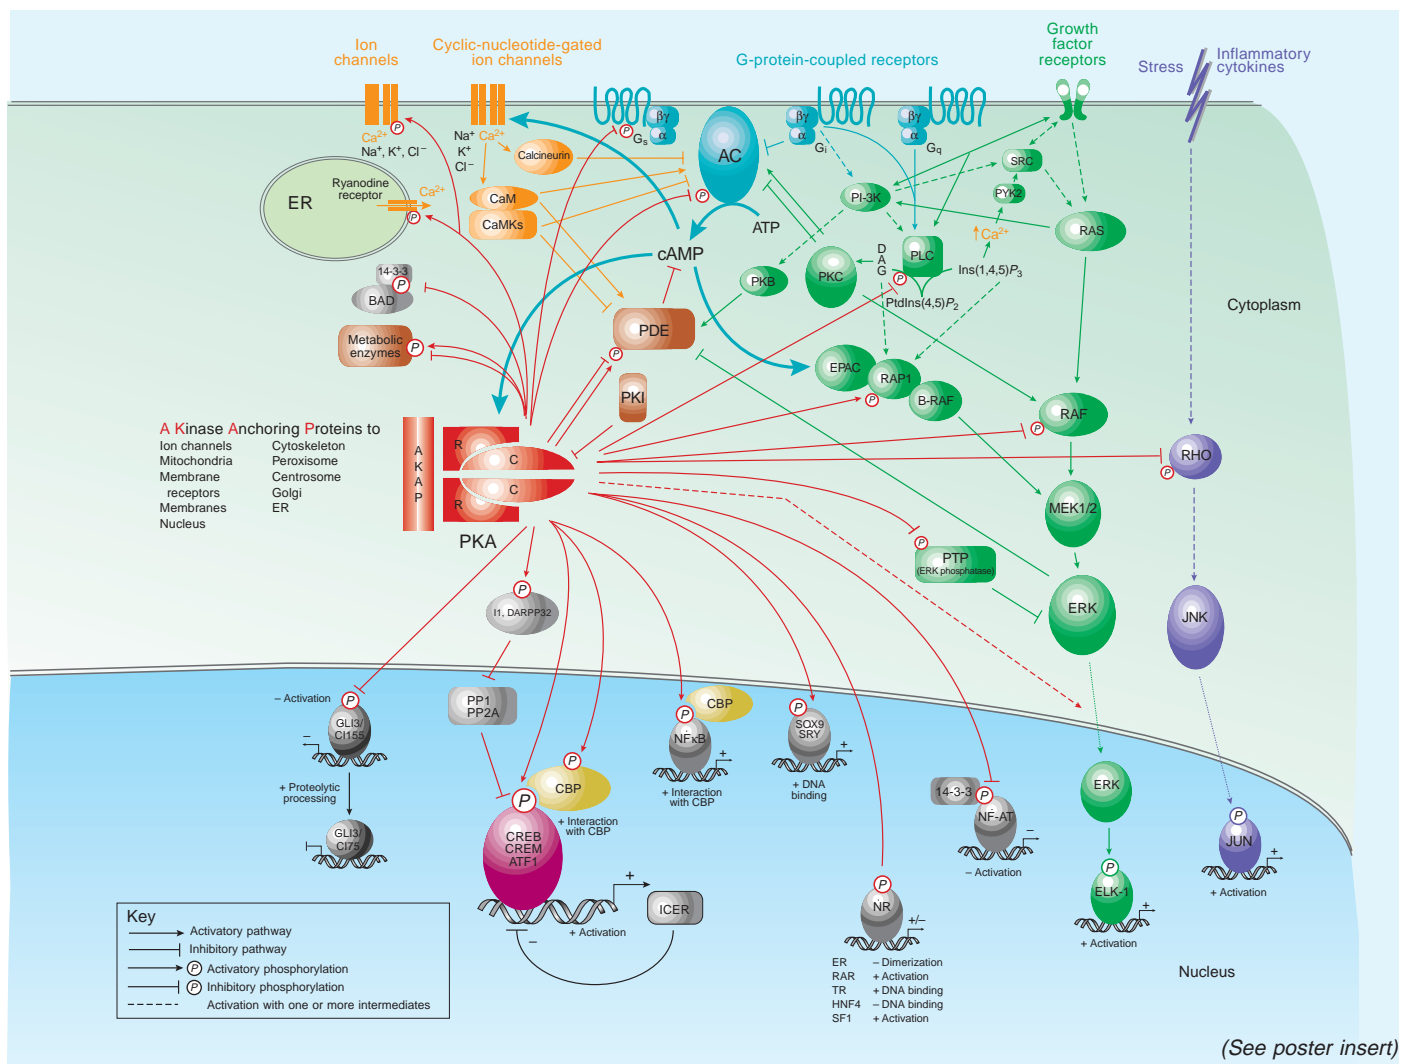 Ion
channels
Cyclic-nucleotide-gated
ion channels
G-protein-coupled receptors
Growth
factor
receptors
Stress
Inflammatory
cytokines
Ca2+
Na+, K+, Cl−
P
Na+ Ca2+
K+
Cl−
Calcineurin
P
Gs
βγ
α
AC
P
βγ
α
Gi
βγ
α
Gq
SRC
PYK2
PI-3K
RAS
ER
Ryanodine
receptor
Ca2+
P
CaM
CaMKs
ATP
cAMP
↑Ca2+
D
A
G
PLC
P
Ins(1,4,5)P3
PtdIns(4,5)P2
PKC
PKB
14-3-3
P
BAD
Metabolic
enzymes
P
PDE
P
PKI
EPAC
RAP1
P
B-RAF
RAF
P
RHO
P
Cytoplasm
A Kinase Anchoring Proteins to
Ion channels
Mitochondria
Membrane
receptors
Membranes
Nucleus
Cytoskeleton
Peroxisome
Centrosome
Golgi
ER
A
K
A
P
R
C
C
R
PKA
MEK1/2
P
PTP
(ERK phosphatase)
ERK
JNK
P
I1, DARPP32
PP1
PP2A
– Activation
P
GLI3/
CI155
–
+ Proteolytic
processing
GLI3/
CI75
P
CBP
P
CREB
CREM
ATF1
+ Interaction
with CBP
+
+ Activation
ICER
–
P
CBP
NFκB
+
+ Interaction
with CBP
P
SOX9
SRY
+
+ DNA
binding
14-3-3
P
NF-AT
–
– Activation
P
NR
+/–
ER – Dimerization
RAR + Activation
TR + DNA binding
HNF4 – DNA binding
SF1 + Activation
ERK
P
ELK-1
+
+ Activation
P
JUN
+
+ Activation
Nucleus
Key
Activatory pathway
Inhibitory pathway
P Activatory phosphorylation
P Inhibitory phosphorylation
Activation with one or more intermediates
(See poster insert)